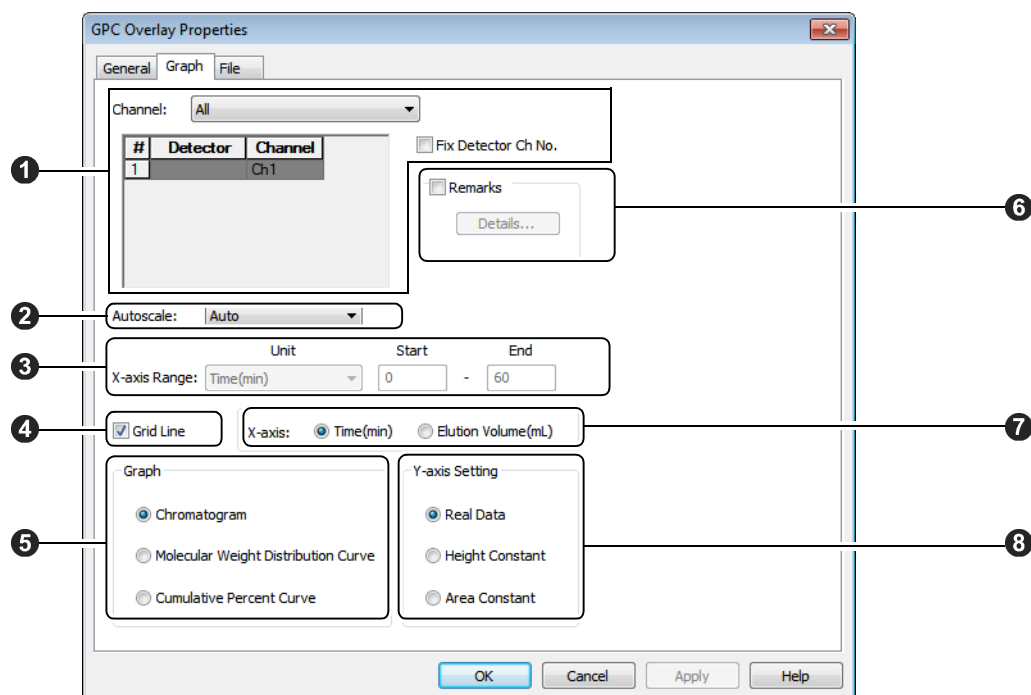 GPC Overlay Properties
General Graph File
Channel: All
# Detector Channel
1 Ch1
Fix Detector Ch No.
1
Remarks
6
Details...
2 Autoscale: Auto
Unit Start End
3
X-axis Range: Time(min) 0 - 60
4 Grid Line X-axis: Time(min) Elution Volume(mL) 7
Graph Y-axis Setting
Chromatogram Real Data
5 Molecular Weight Distribution Curve Height Constant 8
Cumulative Percent Curve Area Constant
OK Cancel Apply Help